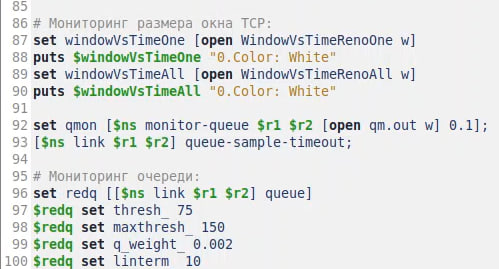 85
86 # Мониторинг размера окна TCP:
87 set windowVsTimeOne [open WindowVsTimeRenoOne w]
88 puts $windowVsTimeOne "0.Color: White"
89 set windowVsTimeAll [open WindowVsTimeRenoAll w]
90 puts $windowVsTimeAll "0.Color: White"
91
92 set qmon [$ns monitor-queue $r1 $r2 [open qm.out w] 0.1];
93 [$ns link $r1 $r2] queue-sample-timeout;
94
95 # Мониторинг очереди:
96 set redq [[$ns link $r1 $r2] queue]
97 $redq set thresh_ 75
98 $redq set maxthresh_ 150
99 $redq set q_weight_ 0.002
100 $redq set linterm_ 10